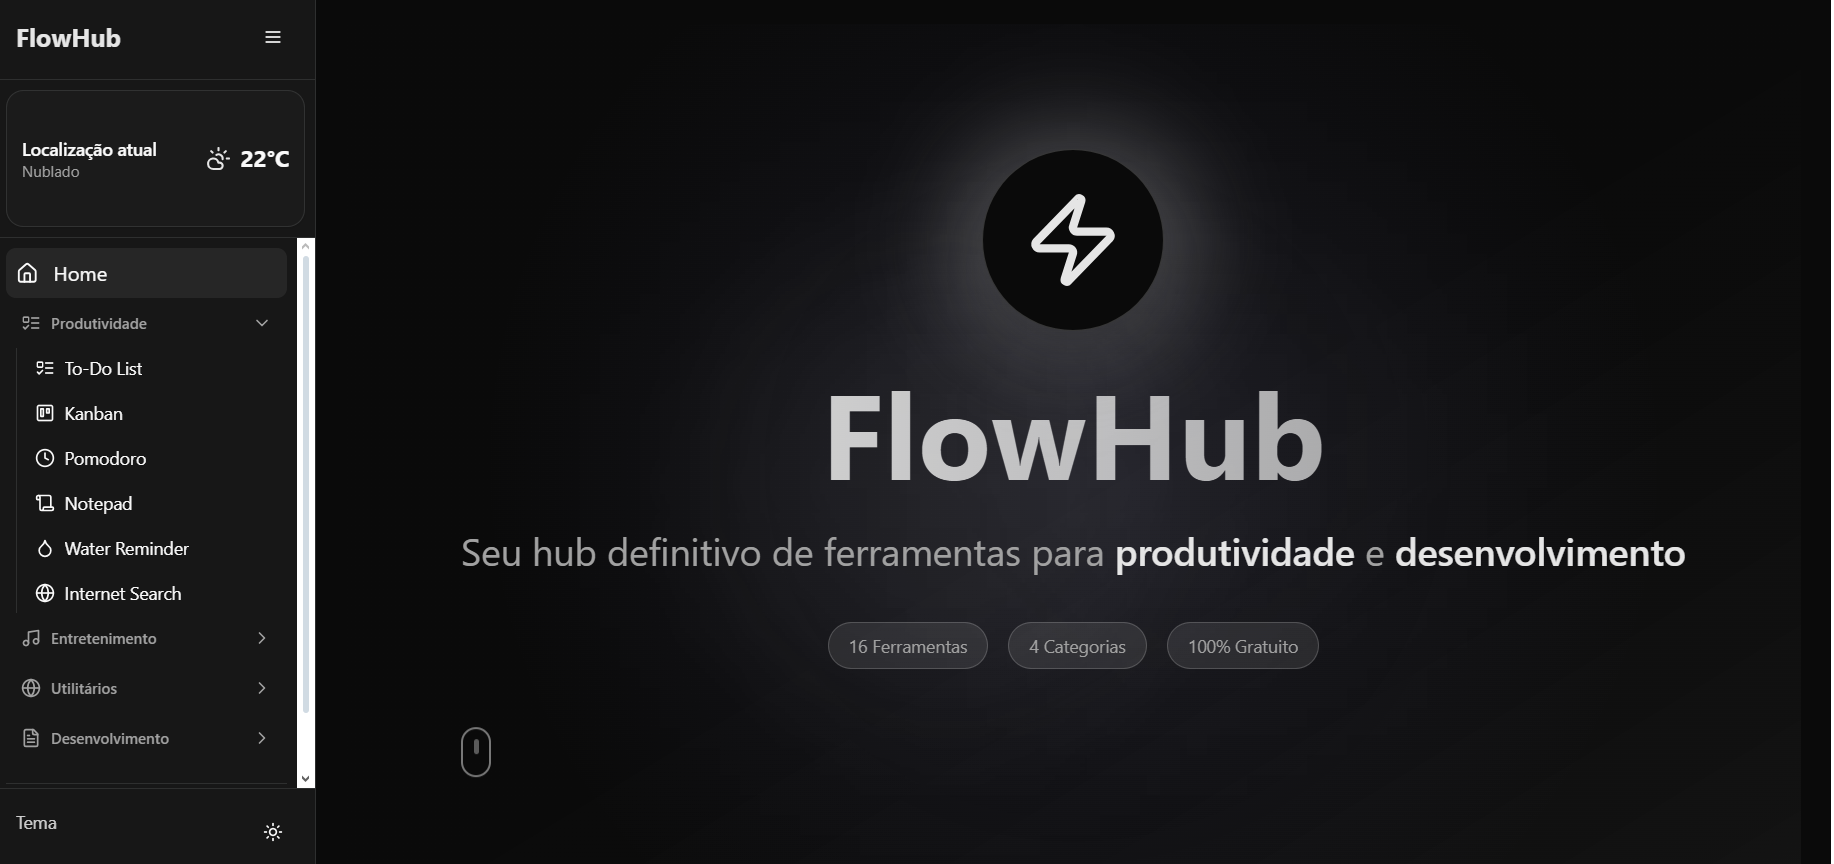 FlowHub
Localização atual
Nublado
22°C
Home
Produtividade
To-Do List
Kanban
Pomodoro
Notepad
Water Reminder
Internet Search
Entretenimento
Utilitários
Desenvolvimento
Tema
FlowHub
Seu hub definitivo de ferramentas para produtividade e desenvolvimento
16 Ferramentas
4 Categorias
100% Gratuito